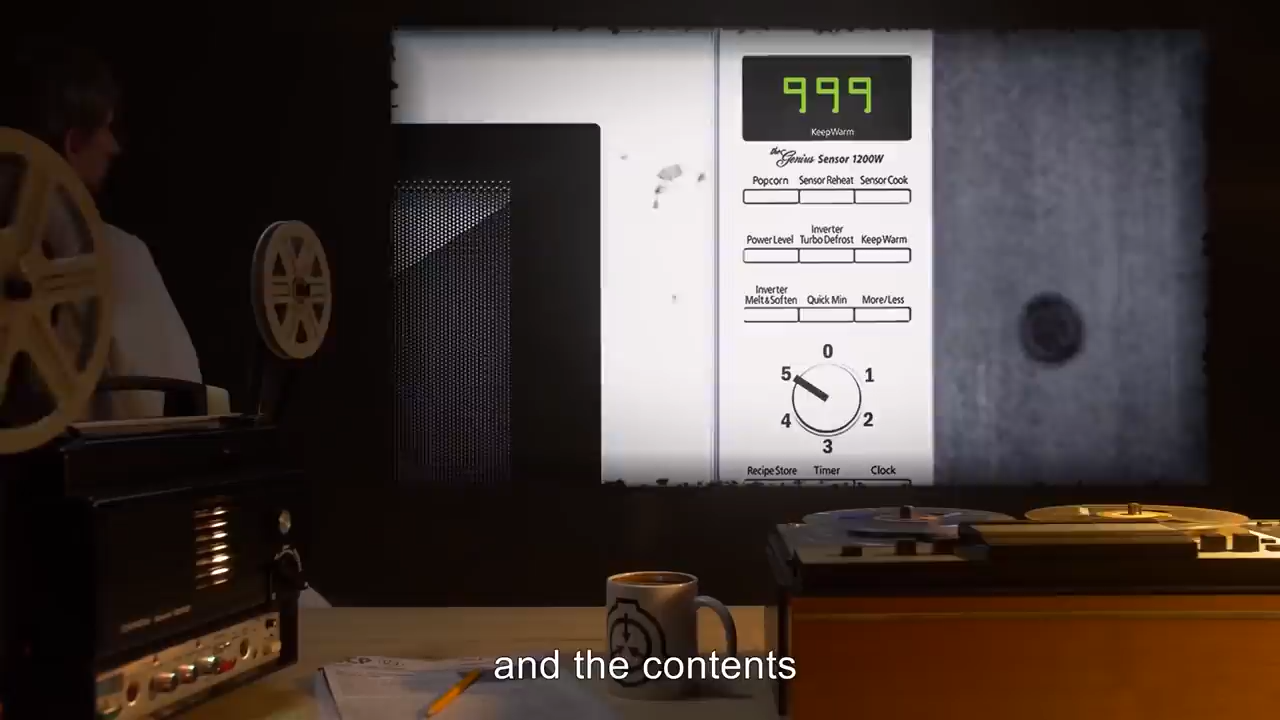 999
KeepWarm
the Genius Sensor 1200W
Popcorn Sensor Reheat Sensor Cook
Inverter
Power Level Turbo Defrost Keep Warm
Inverter
Melt&Soften Quick Min More/Less
0
5 1
4 2
3
Recipe Store Timer Clock
and the contents